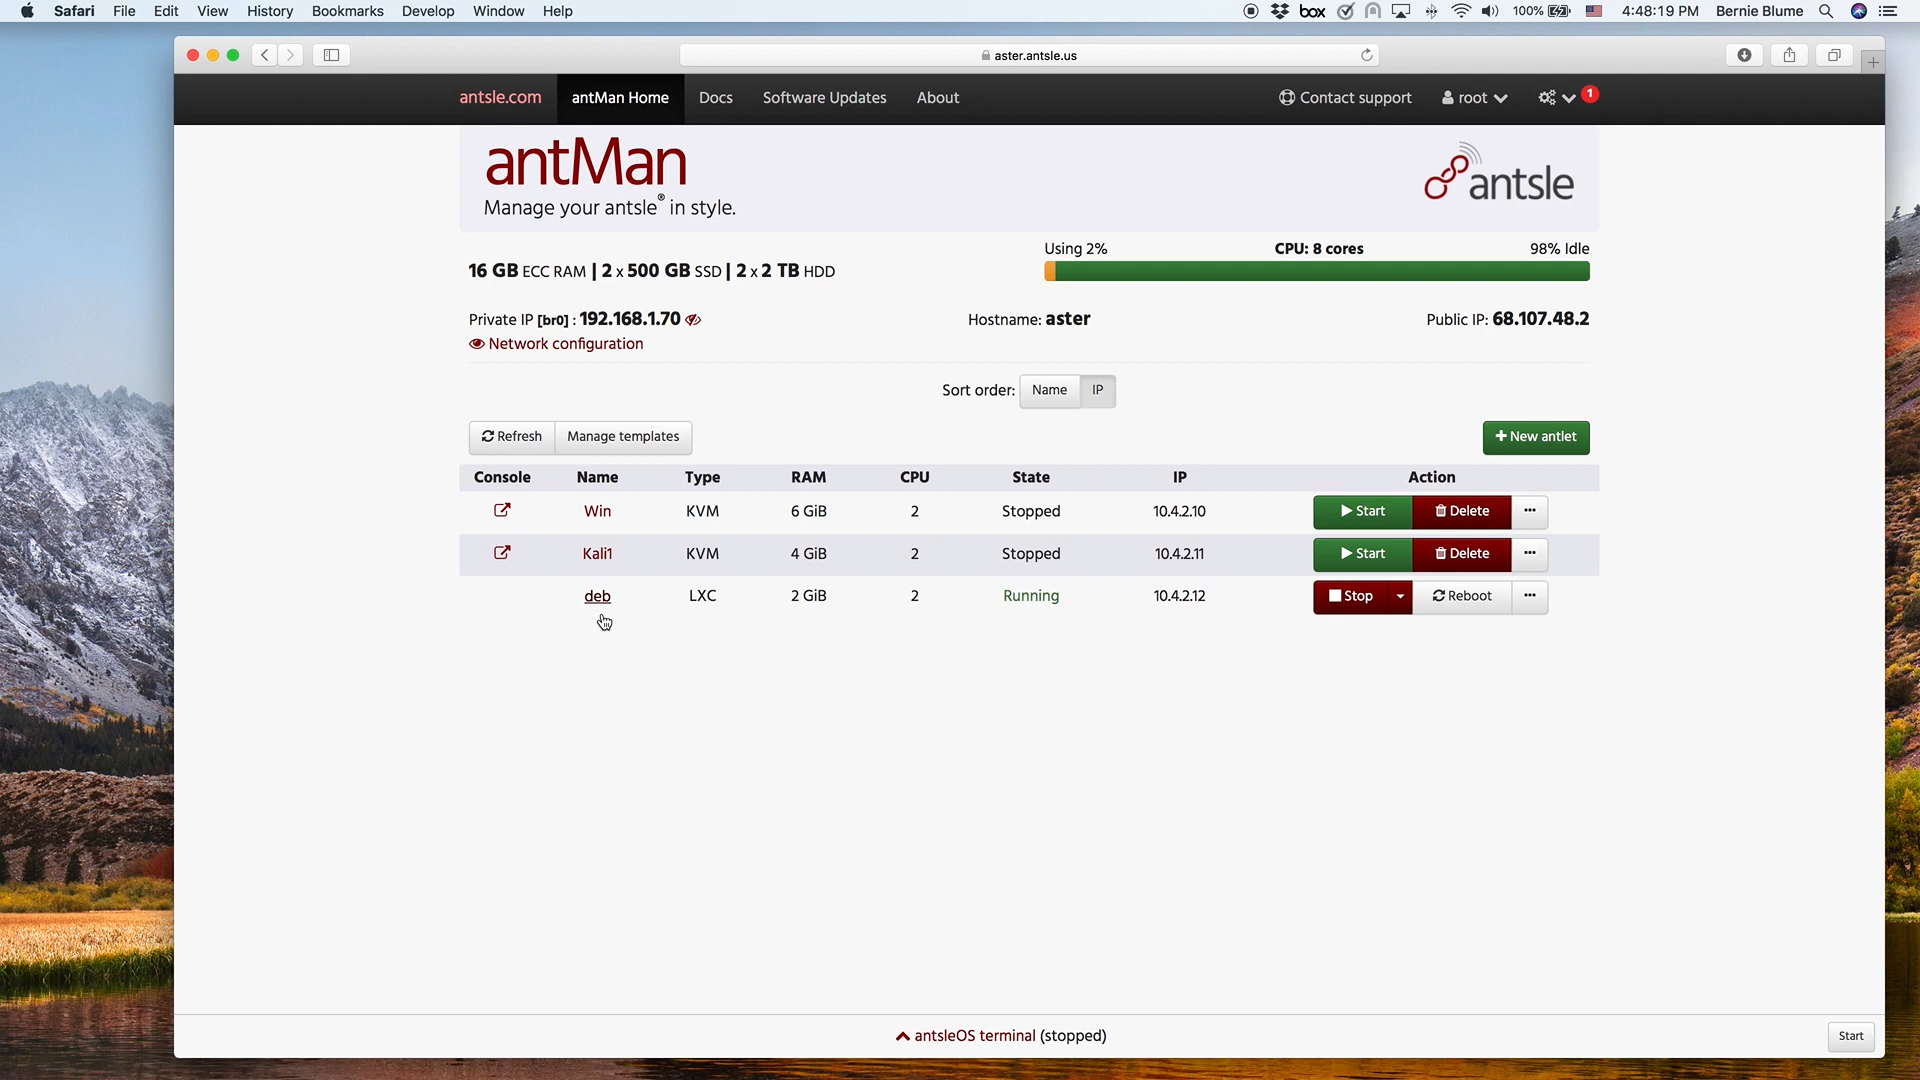 Safari File Edit View History Bookmarks Develop Window Help box 100% 4:48:19 PM Bernie Blume
aster.antsle.us
antsle.com antMan Home Docs Software Updates About Contact support root 1
antMan
Manage your antsle® in style.
antsle
Using 2% CPU: 8 cores 98% Idle
16 GB ECC RAM | 2 x 500 GB SSD | 2 x 2 TB HDD
Private IP [br0] : 192.168.1.70 Hostname: aster Public IP: 68.107.48.2
Network configuration
Sort order: Name IP
Refresh Manage templates + New antlet
Console Name Type RAM CPU State IP Action
Win KVM 6 GiB 2 Stopped 10.4.2.10 Start Delete ...
Kali1 KVM 4 GiB 2 Stopped 10.4.2.11 Start Delete ...
deb LXC 2 GiB 2 Running 10.4.2.12 Stop Reboot ...
antsleOS terminal (stopped) Start